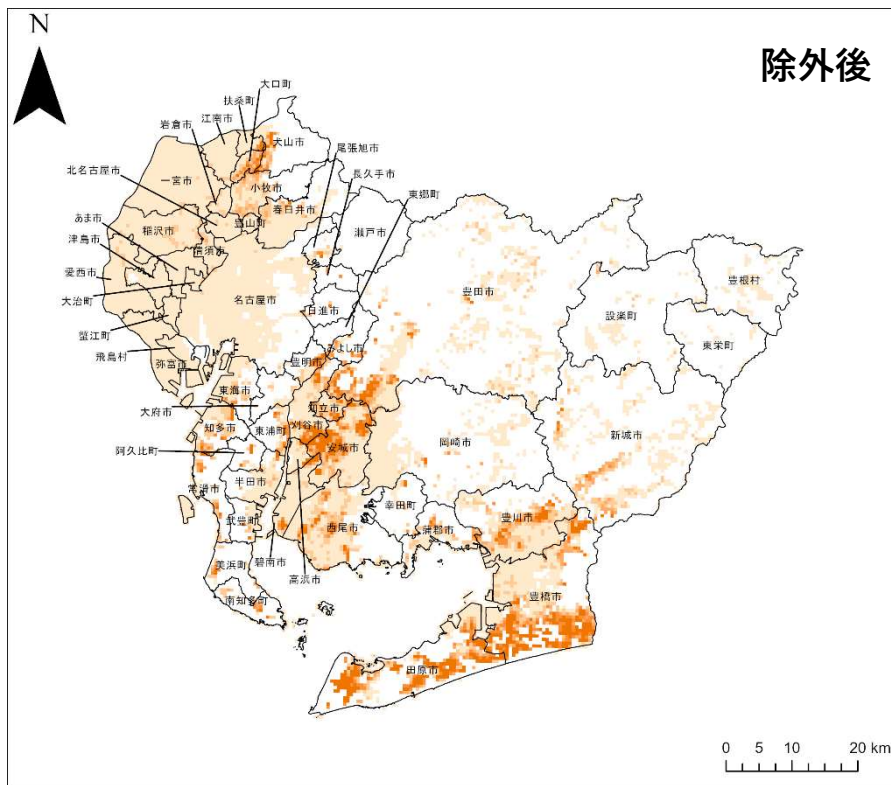 N
除外後
大口町
扶桑町
江南市
岩倉市
犬山市
尾張旭市
北名古屋市
一宮市
長久手市
小牧市
東郷町
あま市
春日井市
稲沢市
豊山町
瀬戸市
津島市
清須市
愛西市
豊田市
豊根村
名古屋市
大治町
日進市
設楽町
蟹江町
東栄町
みよし市
飛島村
弥富市
豊明市
東海市
大府市
知立市
知多市
東浦町
刈谷市
新城市
阿久比町
安城市
岡崎市
半田市
常滑市
幸田町
豊川市
武豊町
西尾市
蒲郡市
碧南市
美浜町
高浜市
豊橋市
南知多町
田原市
0 5 10 20 km